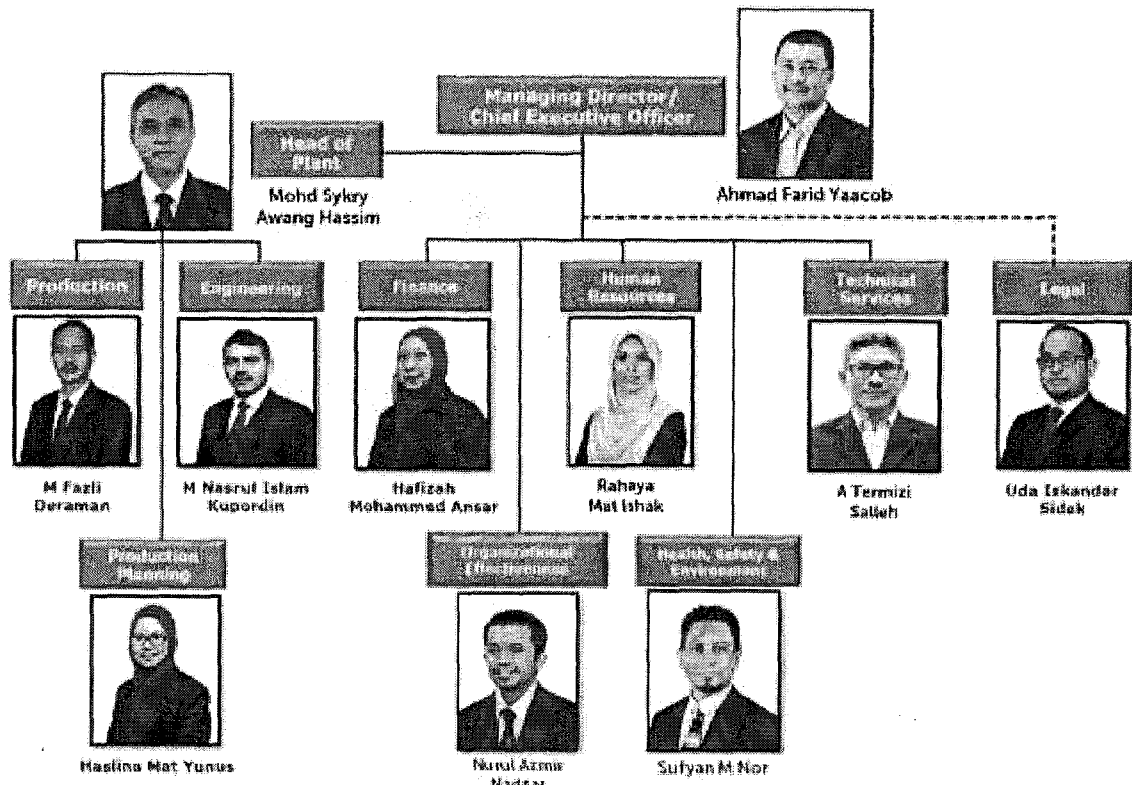 Managing Director/
Chief Executive Officer
Ahmad Farid Yaacob
Head of
Plant
Mohd Sykry
Awang Hassim
Production
M Fazli
Deraman
Engineering
M Nasrul Islam
Kupordin
Finance
Hafizah
Mohammed Ansar
Human
Resources
Rahaya
Mat Ishak
Technical
Services
A Termizi
Salleh
Legal
Uda Iskandar
Sidek
Production
Planning
Haslina Mat Yunus
Organizational
Effectiveness
Nurul Azmir
Health, Safety &
Environment
Sufyan M Nor